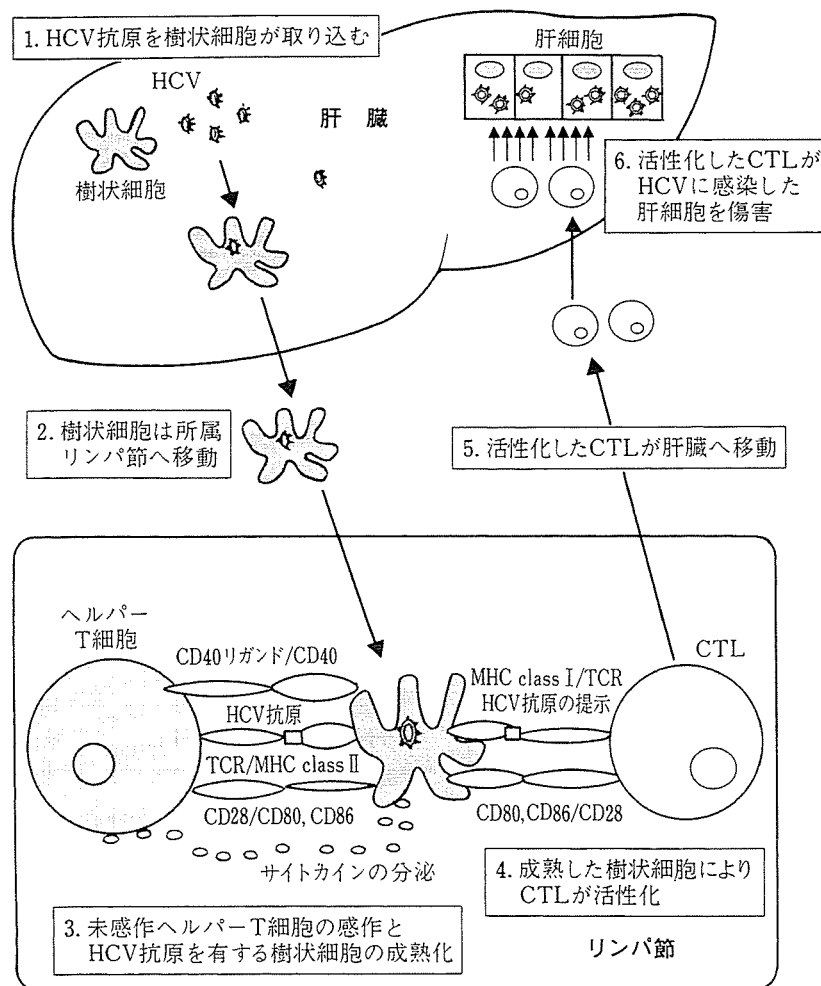 1. HCV抗原を樹状細胞が取り込む
HCV
樹状細胞
肝 臓
肝細胞
6. 活性化したCTLが
HCVに感染した
肝細胞を傷害
2. 樹状細胞は所属
リンパ節へ移動
5. 活性化したCTLが肝臓へ移動
ヘルパー
T細胞
CD40リガンド/CD40
HCV抗原
TCR/MHC classⅡ
CD28/CD80, CD86
サイトカインの分泌
MHC classⅠ/TCR
HCV抗原の提示
CD80, CD86/CD28
CTL
4. 成熟した樹状細胞により
CTLが活性化
3. 未感作ヘルパーT細胞の感作と
HCV抗原を有する樹状細胞の成熟化
リンパ節